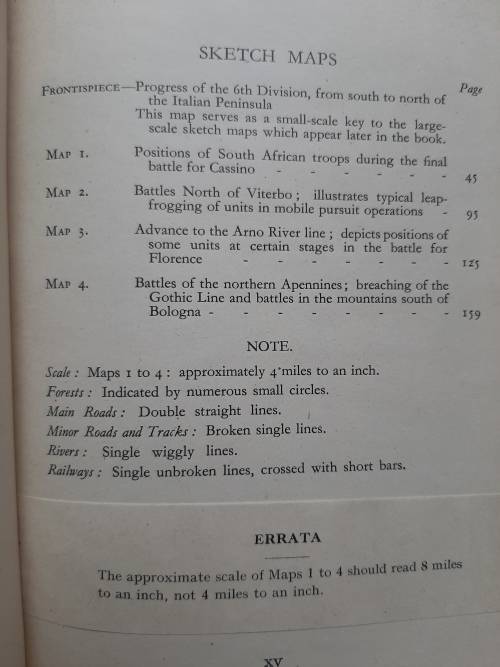 SKETCH MAPS
Page
FRONTISPIECE—Progress of the 6th Division, from south to north of
the Italian Peninsula
This map serves as a small-scale key to the large-
scale sketch maps which appear later in the book.
MAP 1. Positions of South African troops during the final
battle for Cassino - - - - - - 45
MAP 2. Battles North of Viterbo; illustrates typical leap-
frogging of units in mobile pursuit operations - 95
MAP 3. Advance to the Arno River line; depicts positions of
some units at certain stages in the battle for
Florence - - - - - - - 125
MAP 4. Battles of the northern Apennines; breaching of the
Gothic Line and battles in the mountains south of
Bologna - - - - - - - - 159
NOTE.
Scale: Maps 1 to 4: approximately 4 miles to an inch.
Forests: Indicated by numerous small circles.
Main Roads: Double straight lines.
Minor Roads and Tracks: Broken single lines.
Rivers: Single wiggly lines.
Railways: Single unbroken lines, crossed with short bars.
ERRATA
The approximate scale of Maps 1 to 4 should read 8 miles
to an inch, not 4 miles to an inch.
XV